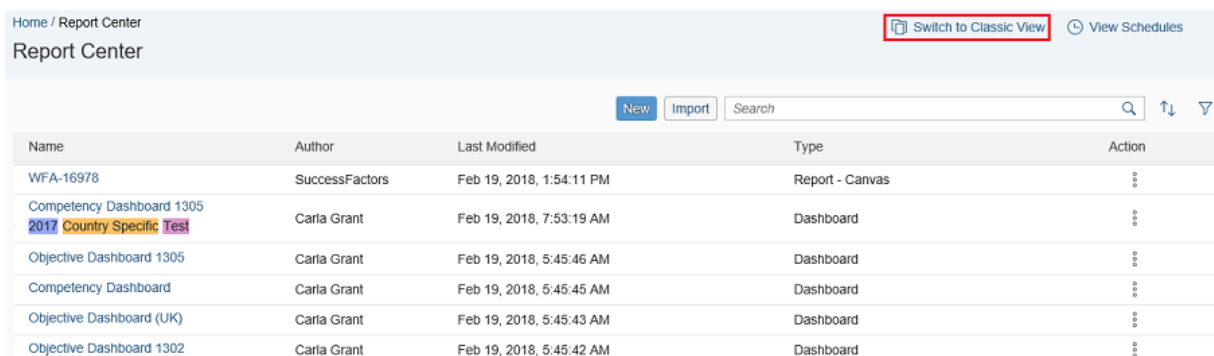 Home / Report Center
Switch to Classic View
View Schedules
Report Center
New
Import
Search
Name Author Last Modified Type Action
WFA-16978 SuccessFactors Feb 19, 2018, 1:54:11 PM Report - Canvas
Competency Dashboard 1305
2017 Country Specific Test
Carla Grant Feb 19, 2018, 7:53:19 AM Dashboard
Objective Dashboard 1305 Carla Grant Feb 19, 2018, 5:45:46 AM Dashboard
Competency Dashboard Carla Grant Feb 19, 2018, 5:45:45 AM Dashboard
Objective Dashboard (UK) Carla Grant Feb 19, 2018, 5:45:43 AM Dashboard
Objective Dashboard 1302 Carla Grant Feb 19, 2018, 5:45:42 AM Dashboard